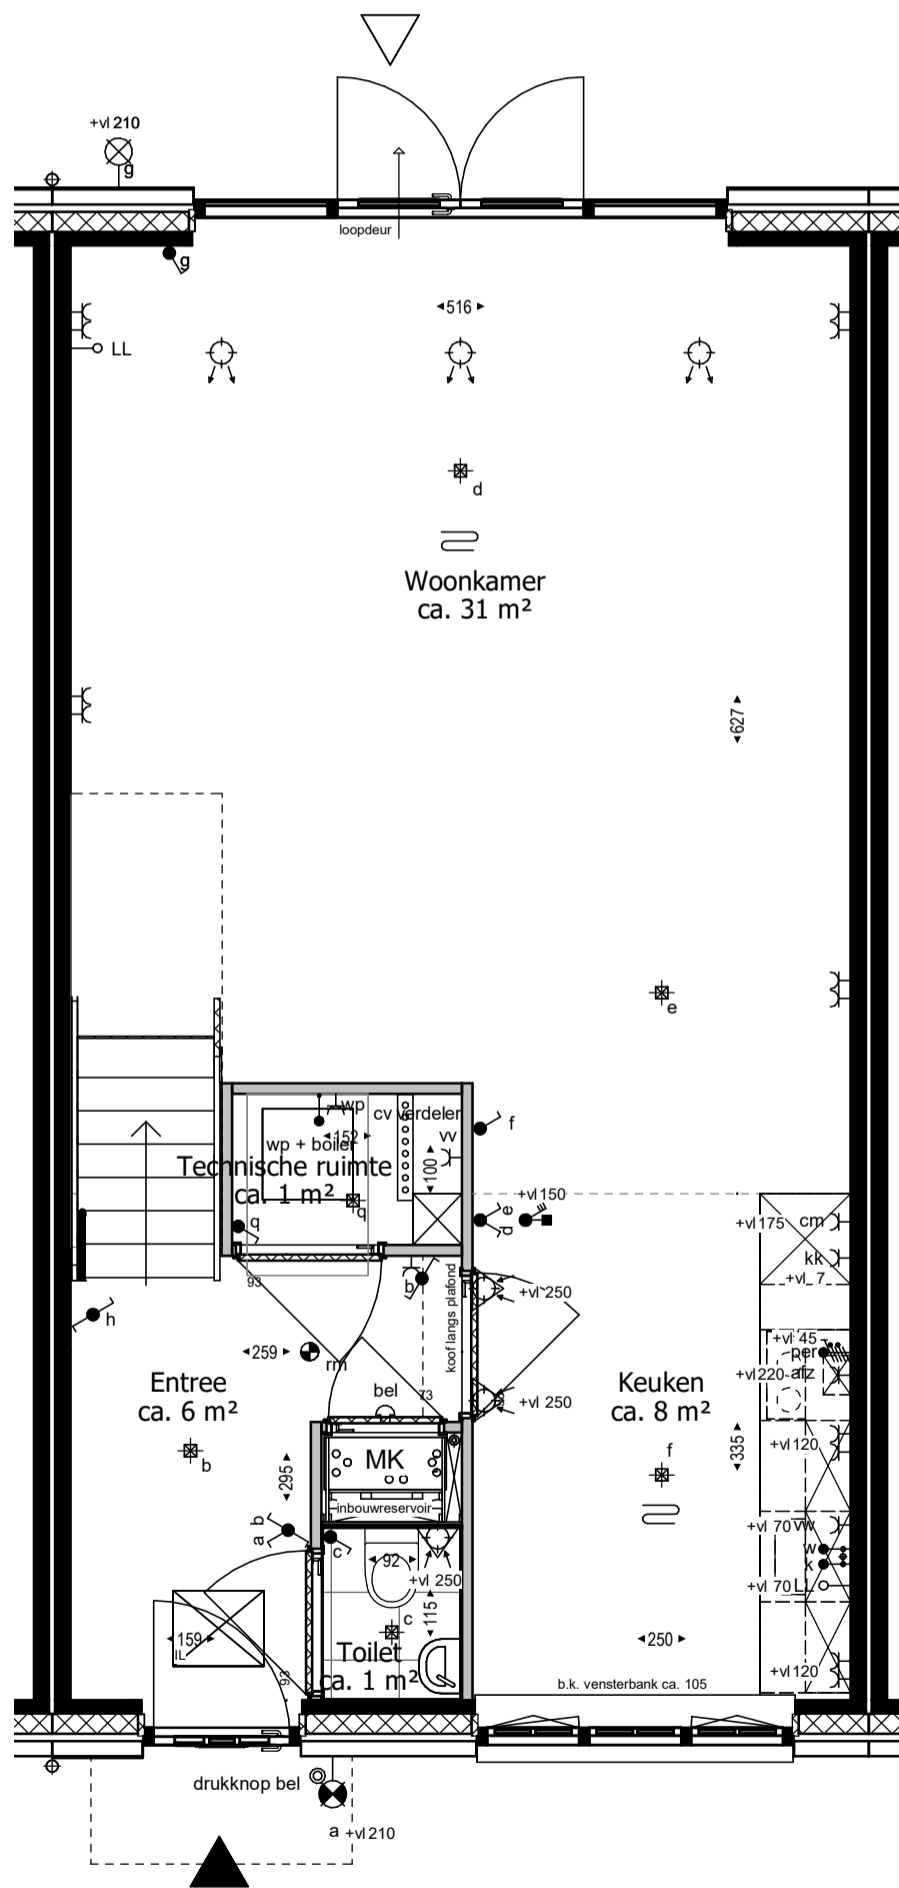 +vl 210
g
loopdeur
g
516
LL
d
Woonkamer
ca. 31 m²
627
e
wp
cv verdeler
f
wp + boiler
152
vv
100
Technische ruimte
ca. 1 m²
q
q
e
d
+vl 150
+vl 175
cm
kk
+vl 7
93
b
koof langs plafond
+vl 250
h
259
rm
+vl 45
per
+vl 220
afz
Entree
ca. 6 m²
bel
73
+vl 250
Keuken
ca. 8 m²
b
MK
f
335
+vl 120
295
inbouwreservoir
a b
c
92
+vl 250
+vl 70
vw
w
k
+vl 70
LL
115
c
159
IL
250
Toilet
ca. 1 m²
93
+vl 120
b.k. vensterbank ca. 105
drukknop bel
a
+vl 210